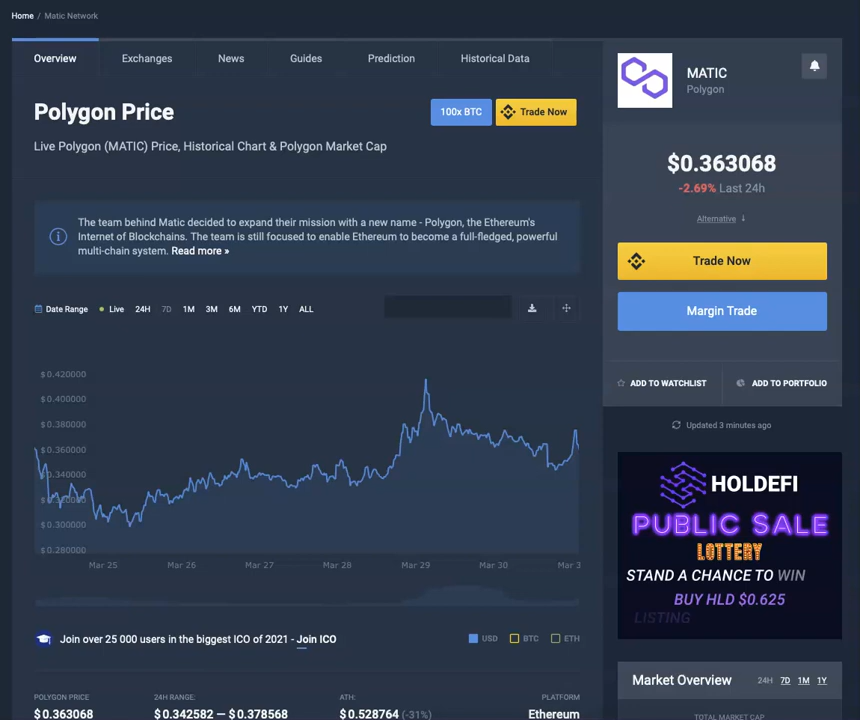 Home / Matic Network
Overview Exchanges News Guides Prediction Historical Data
Polygon Price
100x BTC Trade Now
Live Polygon (MATIC) Price, Historical Chart & Polygon Market Cap
The team behind Matic decided to expand their mission with a new name - Polygon, the Ethereum's
Internet of Blockchains. The team is still focused to enable Ethereum to become a full-fledged, powerful
multi-chain system. Read more »
Date Range Live 24H 7D 1M 3M 6M YTD 1Y ALL
$0.420000
$0.400000
$0.380000
$0.360000
$0.340000
$0.320000
$0.300000
$0.280000
Mar 25 Mar 26 Mar 27 Mar 28 Mar 29 Mar 30 Mar 3
Join over 25 000 users in the biggest ICO of 2021 - Join ICO
USD BTC ETH
POLYGON PRICE 24H RANGE: ATH: PLATFORM
$0.363068 $0.342582 — $0.378568 $0.528764 (-31%) Ethereum
MATIC
Polygon
$0.363068
-2.69% Last 24h
Alternative ↓
Trade Now
Margin Trade
ADD TO WATCHLIST ADD TO PORTFOLIO
Updated 3 minutes ago
HOLDEFI
PUBLIC SALE
LOTTERY
STAND A CHANCE TO WIN
BUY HLD $0.625
LISTING
Market Overview 24H 7D 1M 1Y
TOTAL MARKET CAP